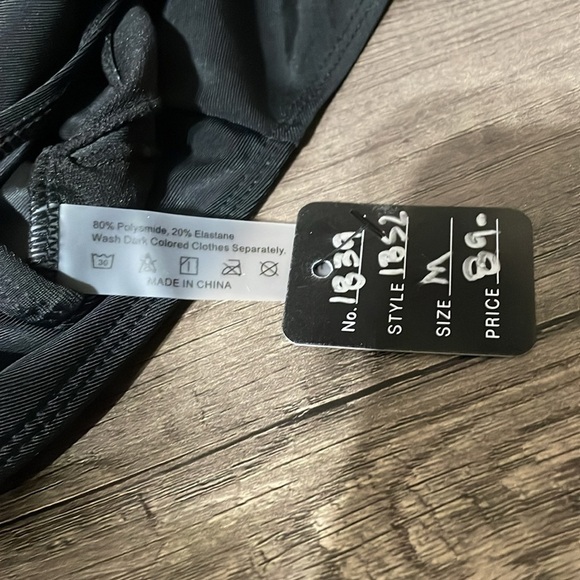 80% Polyamide, 20% Elastane
Wash Dark Colored Clothes Separately.
30
MADE IN CHINA
No. 1839
STYLE 1852
SIZE M
PRICE 89.-